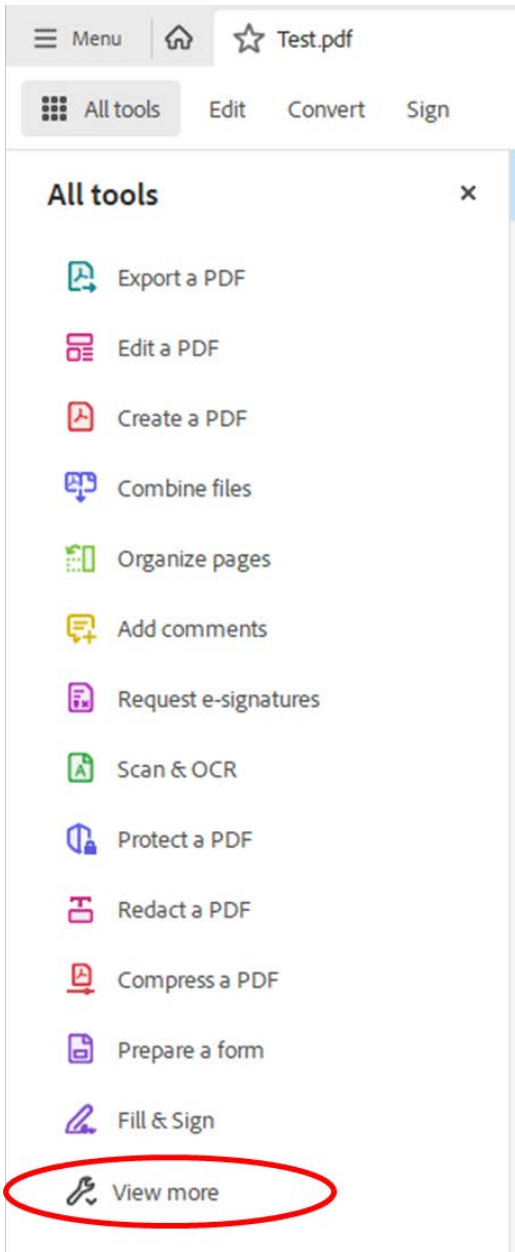 Menu Test.pdf
All tools Edit Convert Sign
All tools
Export a PDF
Edit a PDF
Create a PDF
Combine files
Organize pages
Add comments
Request e-signatures
Scan & OCR
Protect a PDF
Redact a PDF
Compress a PDF
Prepare a form
Fill & Sign
View more